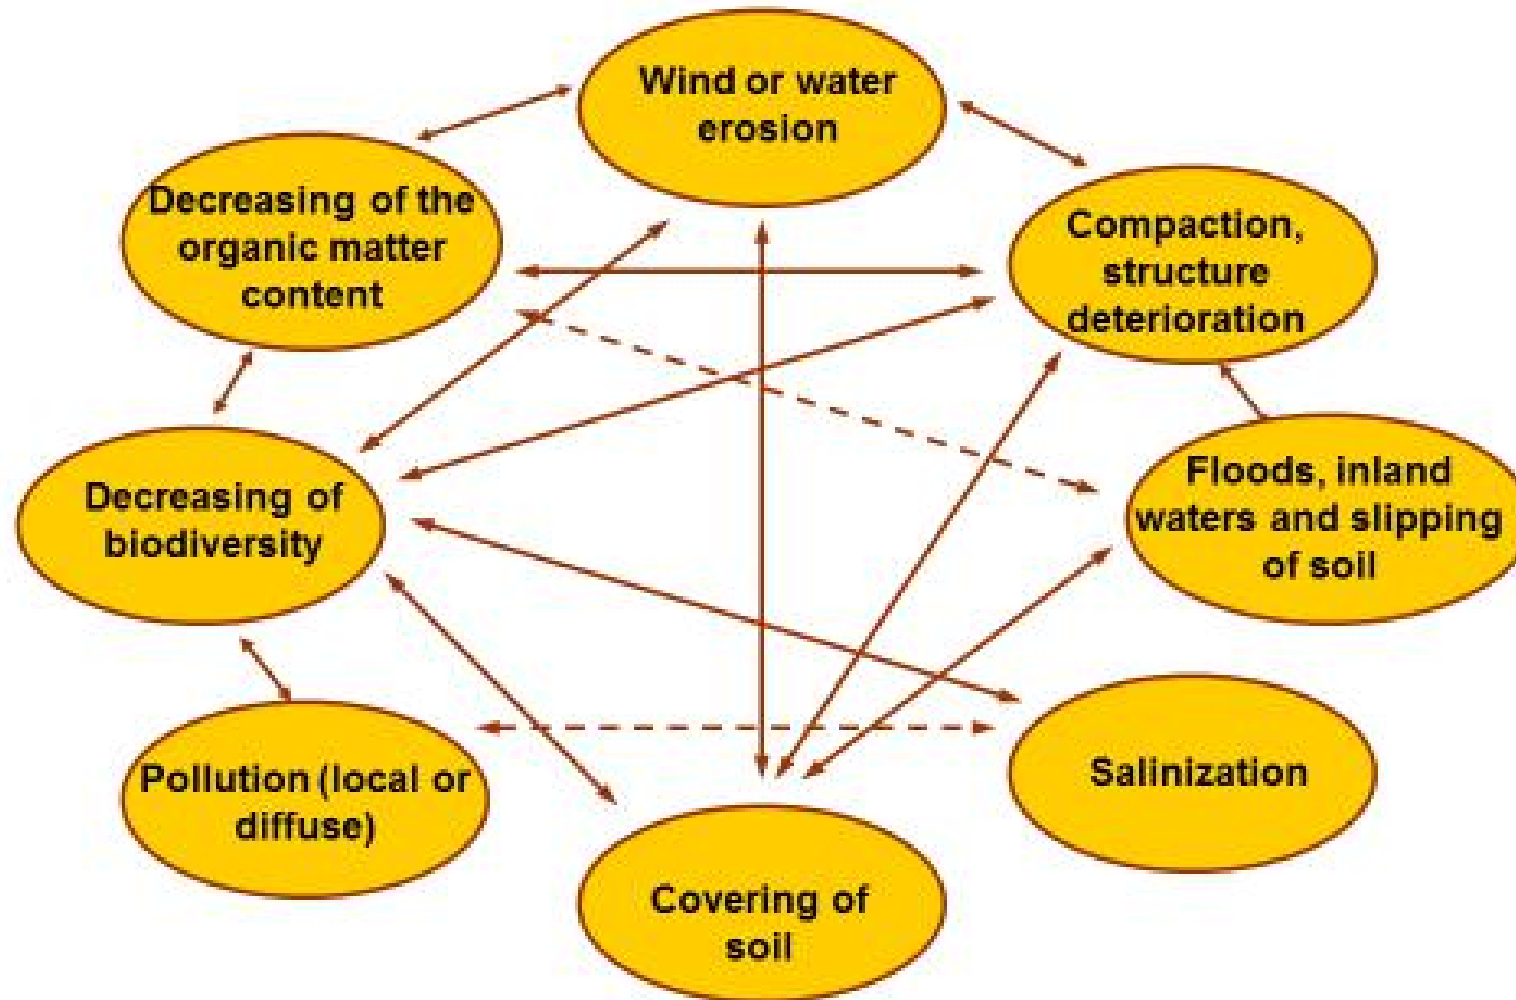 Wind or water
erosion
Decreasing of the
organic matter
content
Compaction,
structure
deterioration
Decreasing of
biodiversity
Floods, inland
waters and slipping
of soil
Pollution (local or
diffuse)
Salinization
Covering of
soil